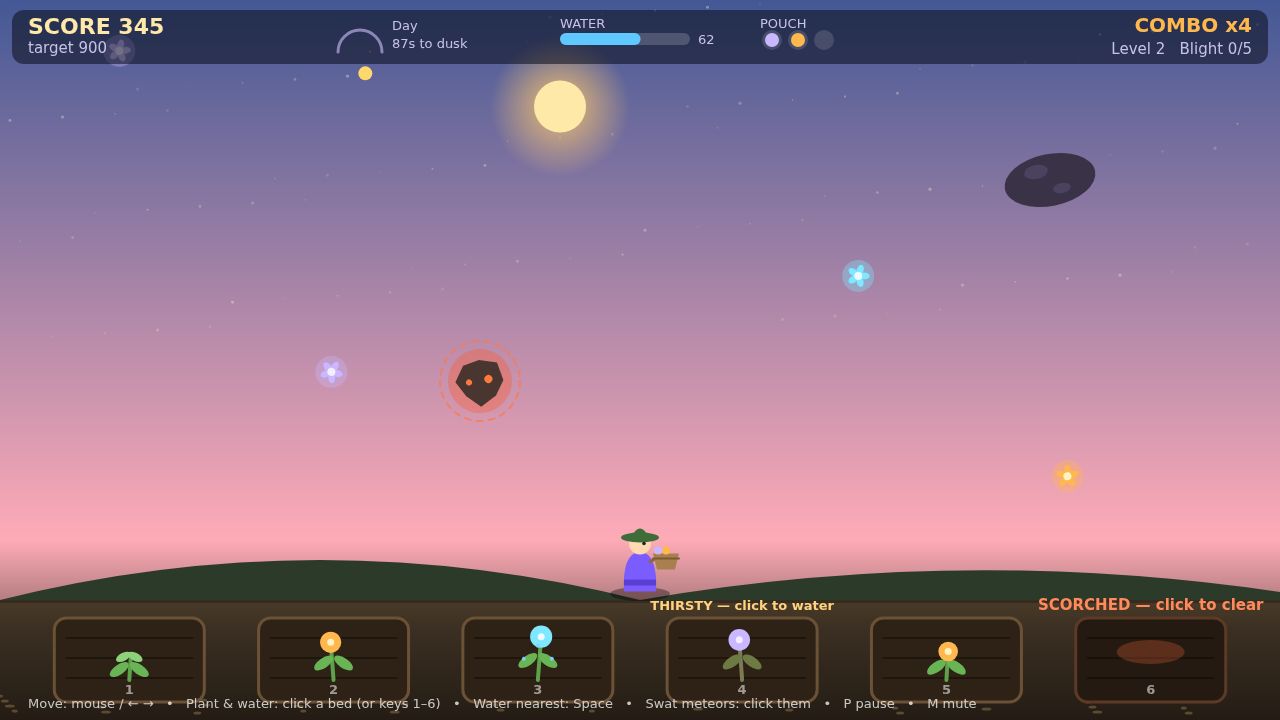 SCORE 345
target 900
Day
87s to dusk
WATER
62
POUCH
COMBO x4
Level 2 Blight 0/5
THIRSTY — click to water
SCORCHED — click to clear
1
2
3
4
5
6
Move: mouse / ← → • Plant & water: click a bed (or keys 1–6) • Water nearest: Space • Swat meteors: click them • P pause • M mute